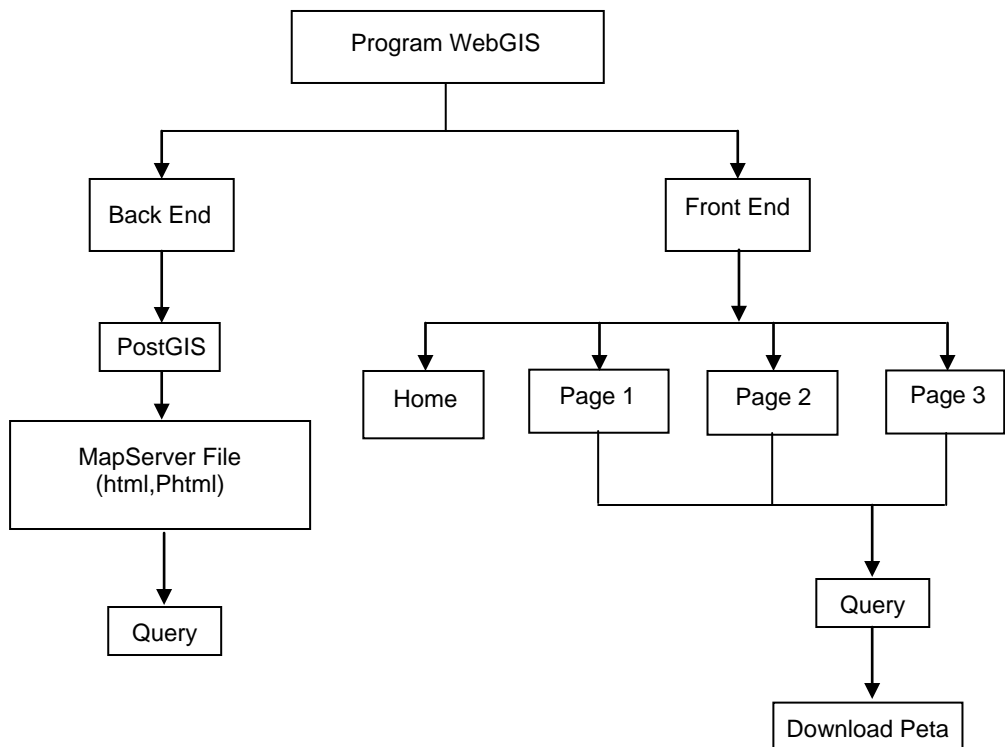 Program WebGIS
Back End
Front End
PostGIS
Home
Page 1
Page 2
Page 3
MapServer File
(html,Phtml)
Query
Query
Download Peta